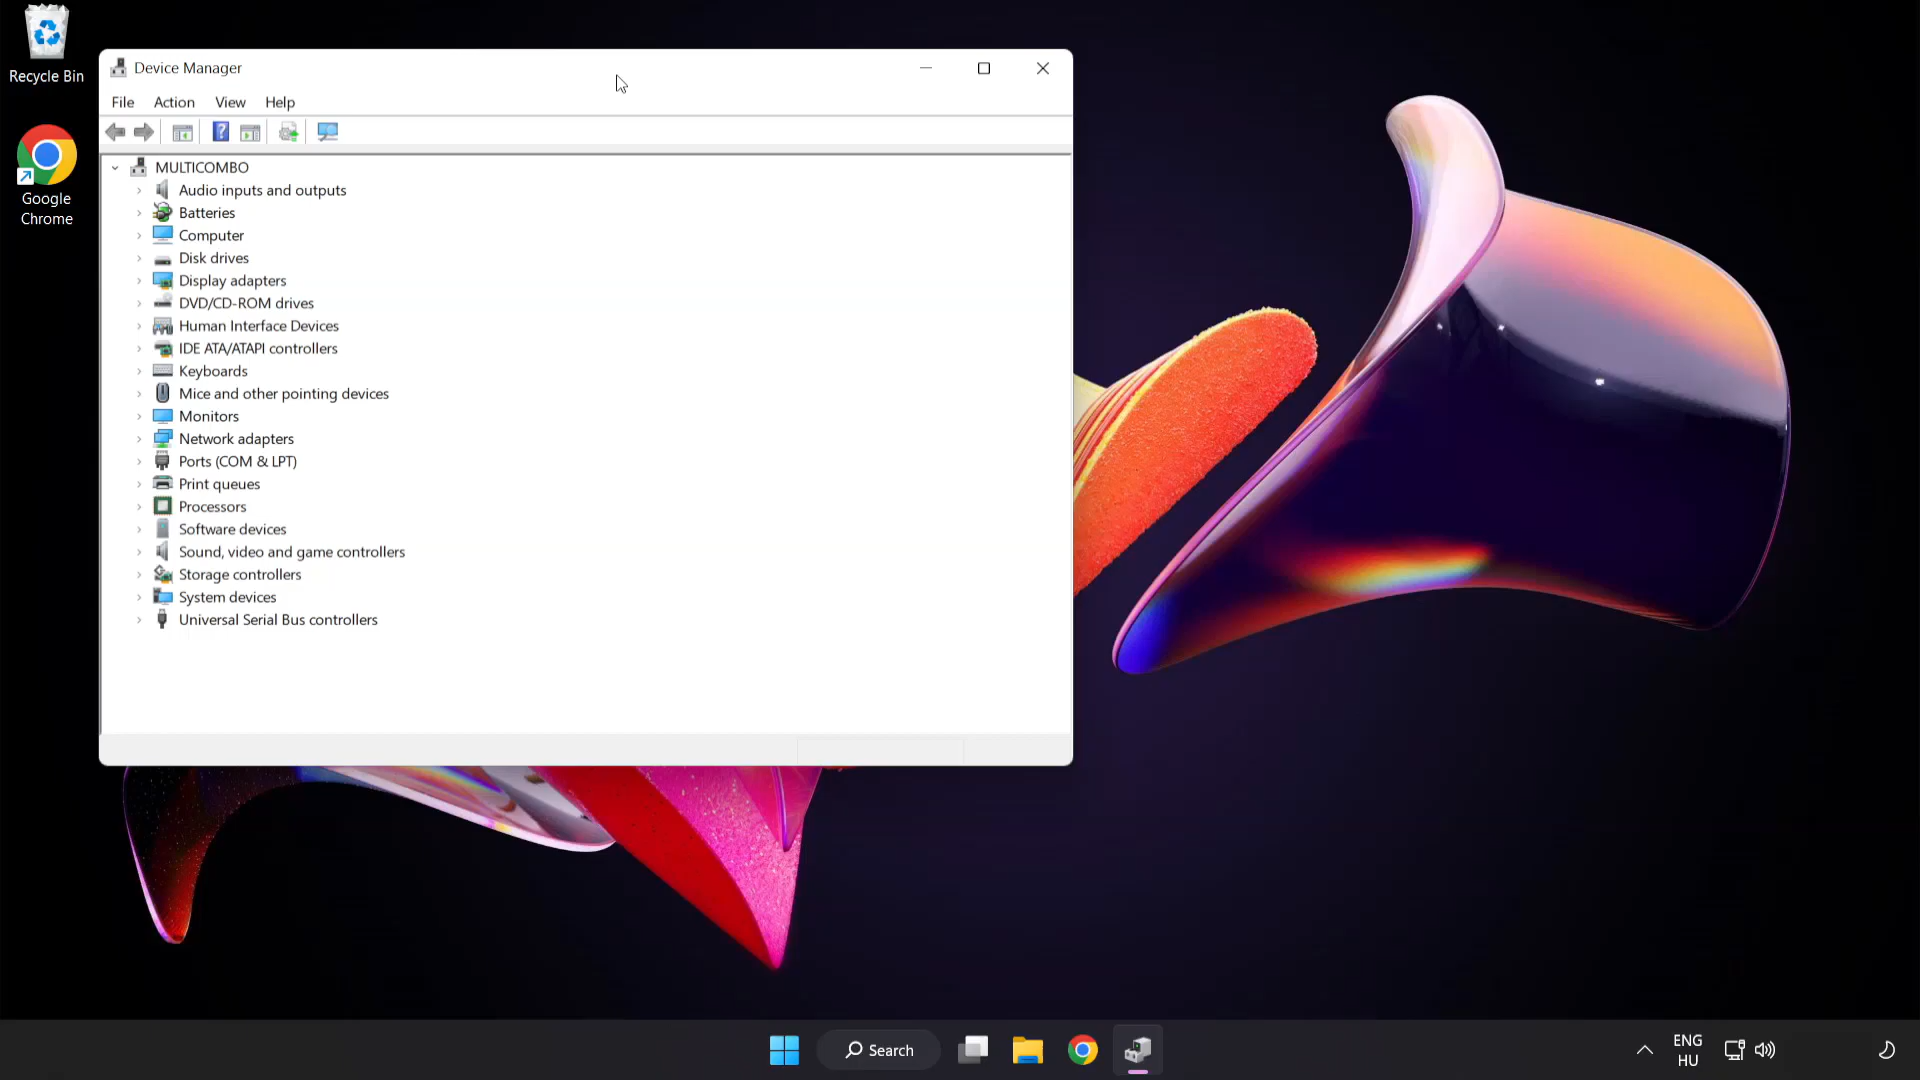 Recycle Bin
Google
Chrome
Device Manager
File Action View Help
MULTICOMBO
Audio inputs and outputs
Batteries
Computer
Disk drives
Display adapters
DVD/CD-ROM drives
Human Interface Devices
IDE ATA/ATAPI controllers
Keyboards
Mice and other pointing devices
Monitors
Network adapters
Ports (COM & LPT)
Print queues
Processors
Software devices
Sound, video and game controllers
Storage controllers
System devices
Universal Serial Bus controllers
Search
ENG
HU